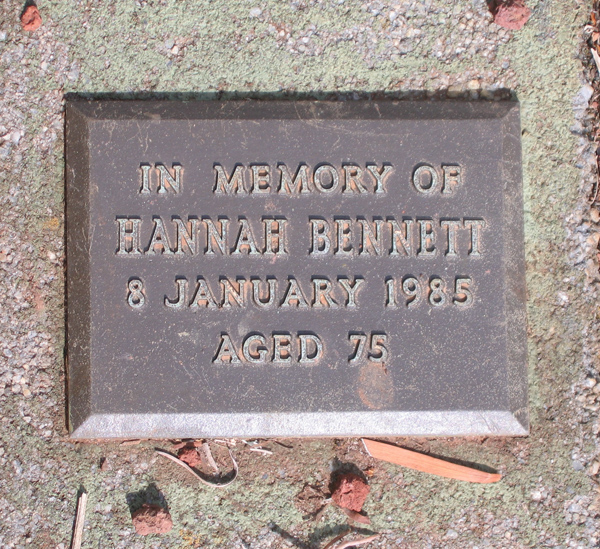 IN MEMORY OF
HANNAH BENNETT
8 JANUARY 1985
AGED 75